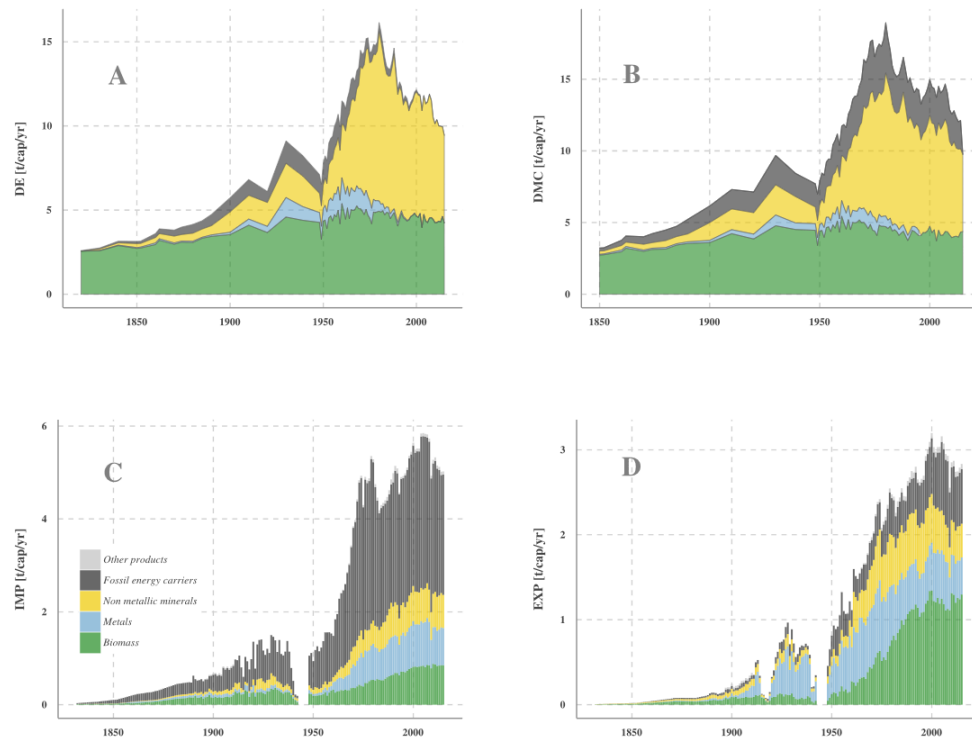 A
B
15
10
5
0
DE [t/cap/yr]
1850
1900
1950
2000
15
10
5
0
DMC [t/cap/yr]
1850
1900
1950
2000
C
D
6
4
2
0
IMP [t/cap/yr]
Other products
Fossil energy carriers
Non metallic minerals
Metals
Biomass
1850
1900
1950
2000
3
2
1
0
EXP [t/cap/yr]
1850
1900
1950
2000